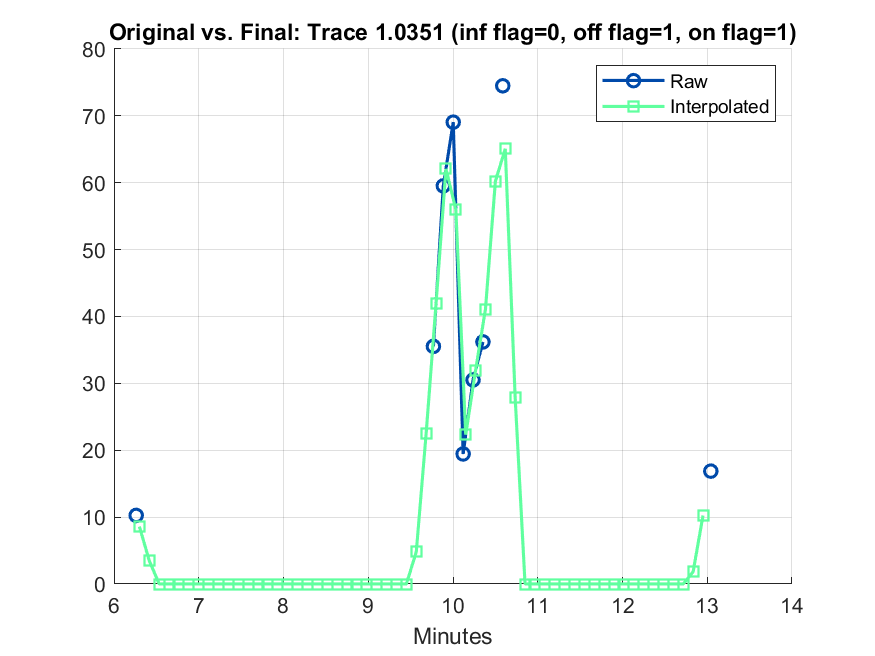 Original vs. Final: Trace 1.0351 (inf flag=0, off flag=1, on flag=1)
80
70
60
50
40
30
20
10
0
Raw
Interpolated
6 7 8 9 10 11 12 13 14
Minutes